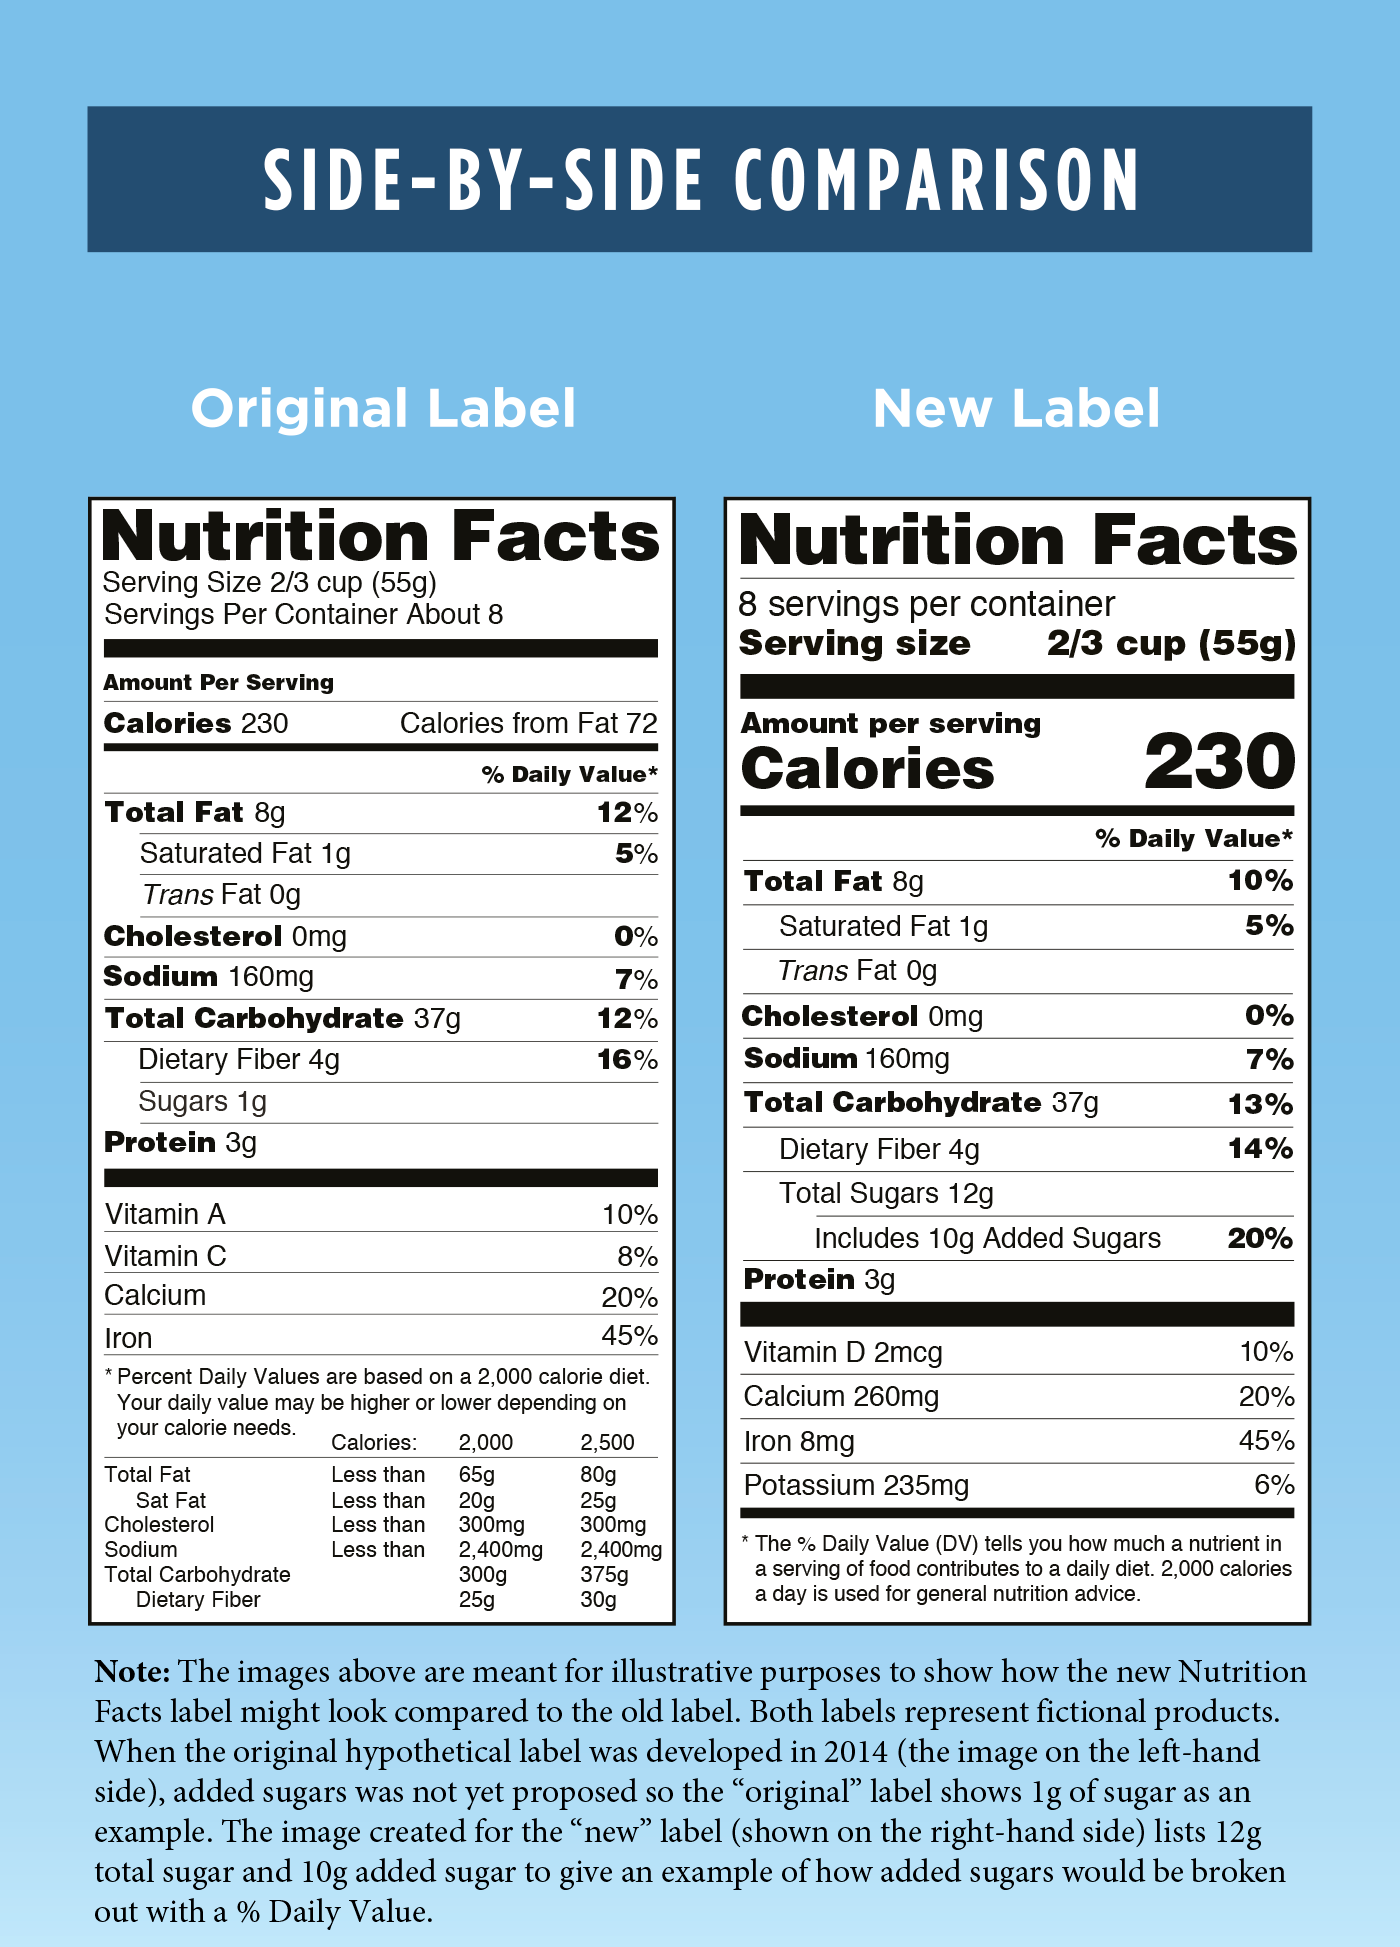 SIDE-BY-SIDE COMPARISON
Original Label
Nutrition Facts
Serving Size 2/3 cup (55g)
Servings Per Container About 8
Amount Per Serving
Calories 230 Calories from Fat 72
% Daily Value*
Total Fat 8g 12%
Saturated Fat 1g 5%
Trans Fat 0g
Cholesterol 0mg 0%
Sodium 160mg 7%
Total Carbohydrate 37g 12%
Dietary Fiber 4g 16%
Sugars 1g
Protein 3g
Vitamin A 10%
Vitamin C 8%
Calcium 20%
Iron 45%
* Percent Daily Values are based on a 2,000 calorie diet.
Your daily value may be higher or lower depending on
your calorie needs.
Calories: 2,000 2,500
Total Fat Less than 65g 80g
Sat Fat Less than 20g 25g
Cholesterol Less than 300mg 300mg
Sodium Less than 2,400mg 2,400mg
Total Carbohydrate 300g 375g
Dietary Fiber 25g 30g
New Label
Nutrition Facts
8 servings per container
Serving size 2/3 cup (55g)
Amount per serving
Calories 230
% Daily Value*
Total Fat 8g 10%
Saturated Fat 1g 5%
Trans Fat 0g
Cholesterol 0mg 0%
Sodium 160mg 7%
Total Carbohydrate 37g 13%
Dietary Fiber 4g 14%
Total Sugars 12g
Includes 10g Added Sugars 20%
Protein 3g
Vitamin D 2mcg 10%
Calcium 260mg 20%
Iron 8mg 45%
Potassium 235mg 6%
* The % Daily Value (DV) tells you how much a nutrient in
a serving of food contributes to a daily diet. 2,000 calories
a day is used for general nutrition advice.
Note: The images above are meant for illustrative purposes to show how the new Nutrition
Facts label might look compared to the old label. Both labels represent fictional products.
When the original hypothetical label was developed in 2014 (the image on the left-hand
side), added sugars was not yet proposed so the “original” label shows 1g of sugar as an
example. The image created for the “new” label (shown on the right-hand side) lists 12g
total sugar and 10g added sugar to give an example of how added sugars would be broken
out with a % Daily Value.